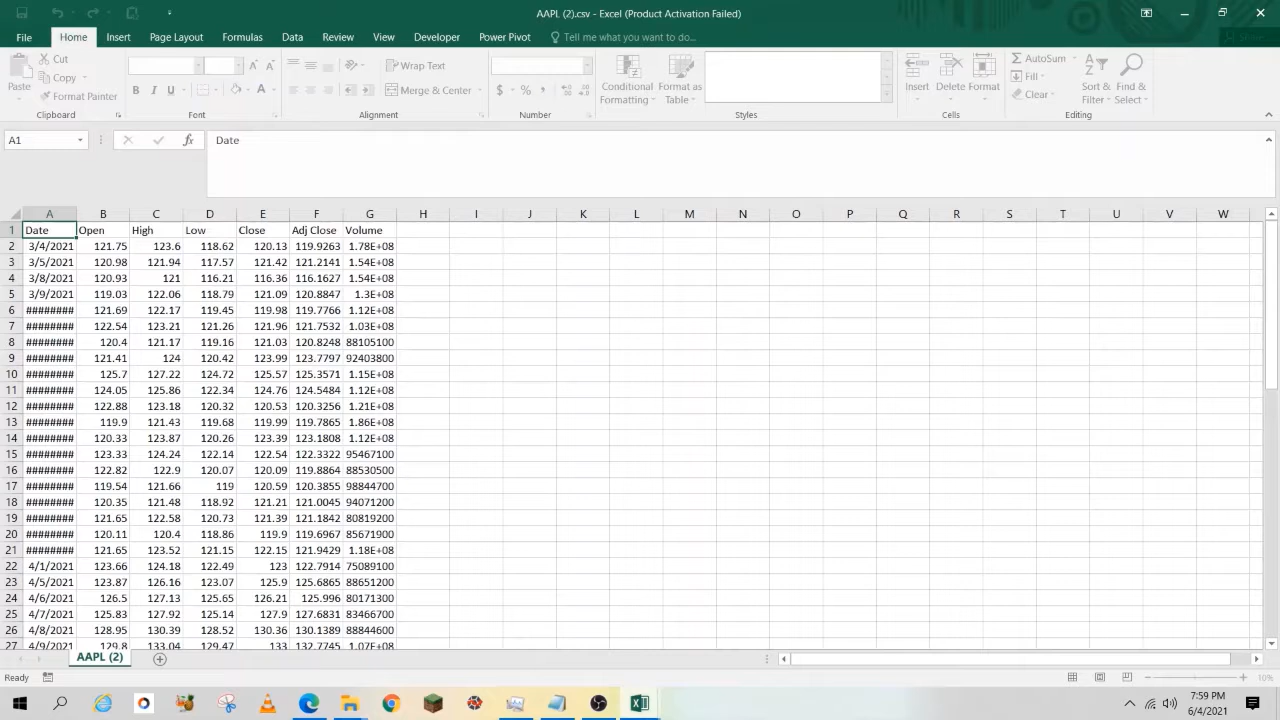 AAPL (2).csv - Excel (Product Activation Failed)
File Home Insert Page Layout Formulas Data Review View Developer Power Pivot Tell me what you want to do...
Cut
Copy
Format Painter
Paste
Clipboard
B I U A
Font
Wrap Text
Merge & Center
Alignment
$ % ,
Number
Conditional Formatting
Format as Table
Styles
Insert Delete Format
Cells
AutoSum
Fill
Clear
Sort & Filter
Find & Select
Editing
A1 fx Date
A B C D E F G H I J K L M N O P Q R S T U V W
1 Date Open High Low Close Adj Close Volume
2 3/4/2021 121.75 123.6 118.62 120.13 119.9263 1.78E+08
3 3/5/2021 120.98 121.94 117.57 121.42 121.2141 1.54E+08
4 3/8/2021 120.93 121 116.21 116.36 116.1627 1.54E+08
5 3/9/2021 119.03 122.06 118.79 121.09 120.8847 1.3E+08
6 ######## 121.69 122.17 119.45 119.98 119.7766 1.12E+08
7 ######## 122.54 123.21 121.26 121.96 121.7532 1.03E+08
8 ######## 120.4 121.17 119.16 121.03 120.8248 88105100
9 ######## 121.41 124 120.42 123.99 123.7797 92403800
10 ######## 125.7 127.22 124.72 125.57 125.3571 1.15E+08
11 ######## 124.05 125.86 122.34 124.76 124.5484 1.12E+08
12 ######## 122.88 123.18 120.32 120.53 120.3256 1.21E+08
13 ######## 119.9 121.43 119.68 119.99 119.7865 1.86E+08
14 ######## 120.33 123.87 120.26 123.39 123.1808 1.12E+08
15 ######## 123.33 124.24 122.14 122.54 122.3322 95467100
16 ######## 122.82 122.9 120.07 120.09 119.8864 88530500
17 ######## 119.54 121.66 119 120.59 120.3855 98844700
18 ######## 120.35 121.48 118.92 121.21 121.0045 94071200
19 ######## 121.65 122.58 120.73 121.39 121.1842 80819200
20 ######## 120.11 120.4 118.86 119.9 119.6967 85671900
21 ######## 121.65 123.52 121.15 122.15 121.9429 1.18E+08
22 4/1/2021 123.66 124.18 122.49 123 122.7914 75089100
23 4/5/2021 123.87 126.16 123.07 125.9 125.6865 88651200
24 4/6/2021 126.5 127.13 125.65 126.21 125.996 80171300
25 4/7/2021 125.83 127.92 125.14 127.9 127.6831 83466700
26 4/8/2021 128.95 130.39 128.52 130.36 130.1389 88844600
27 4/9/2021 129.8 133.04 129.47 133 132.7745 1.07E+08
AAPL (2)
Ready 10%
7:59 PM
6/4/2021